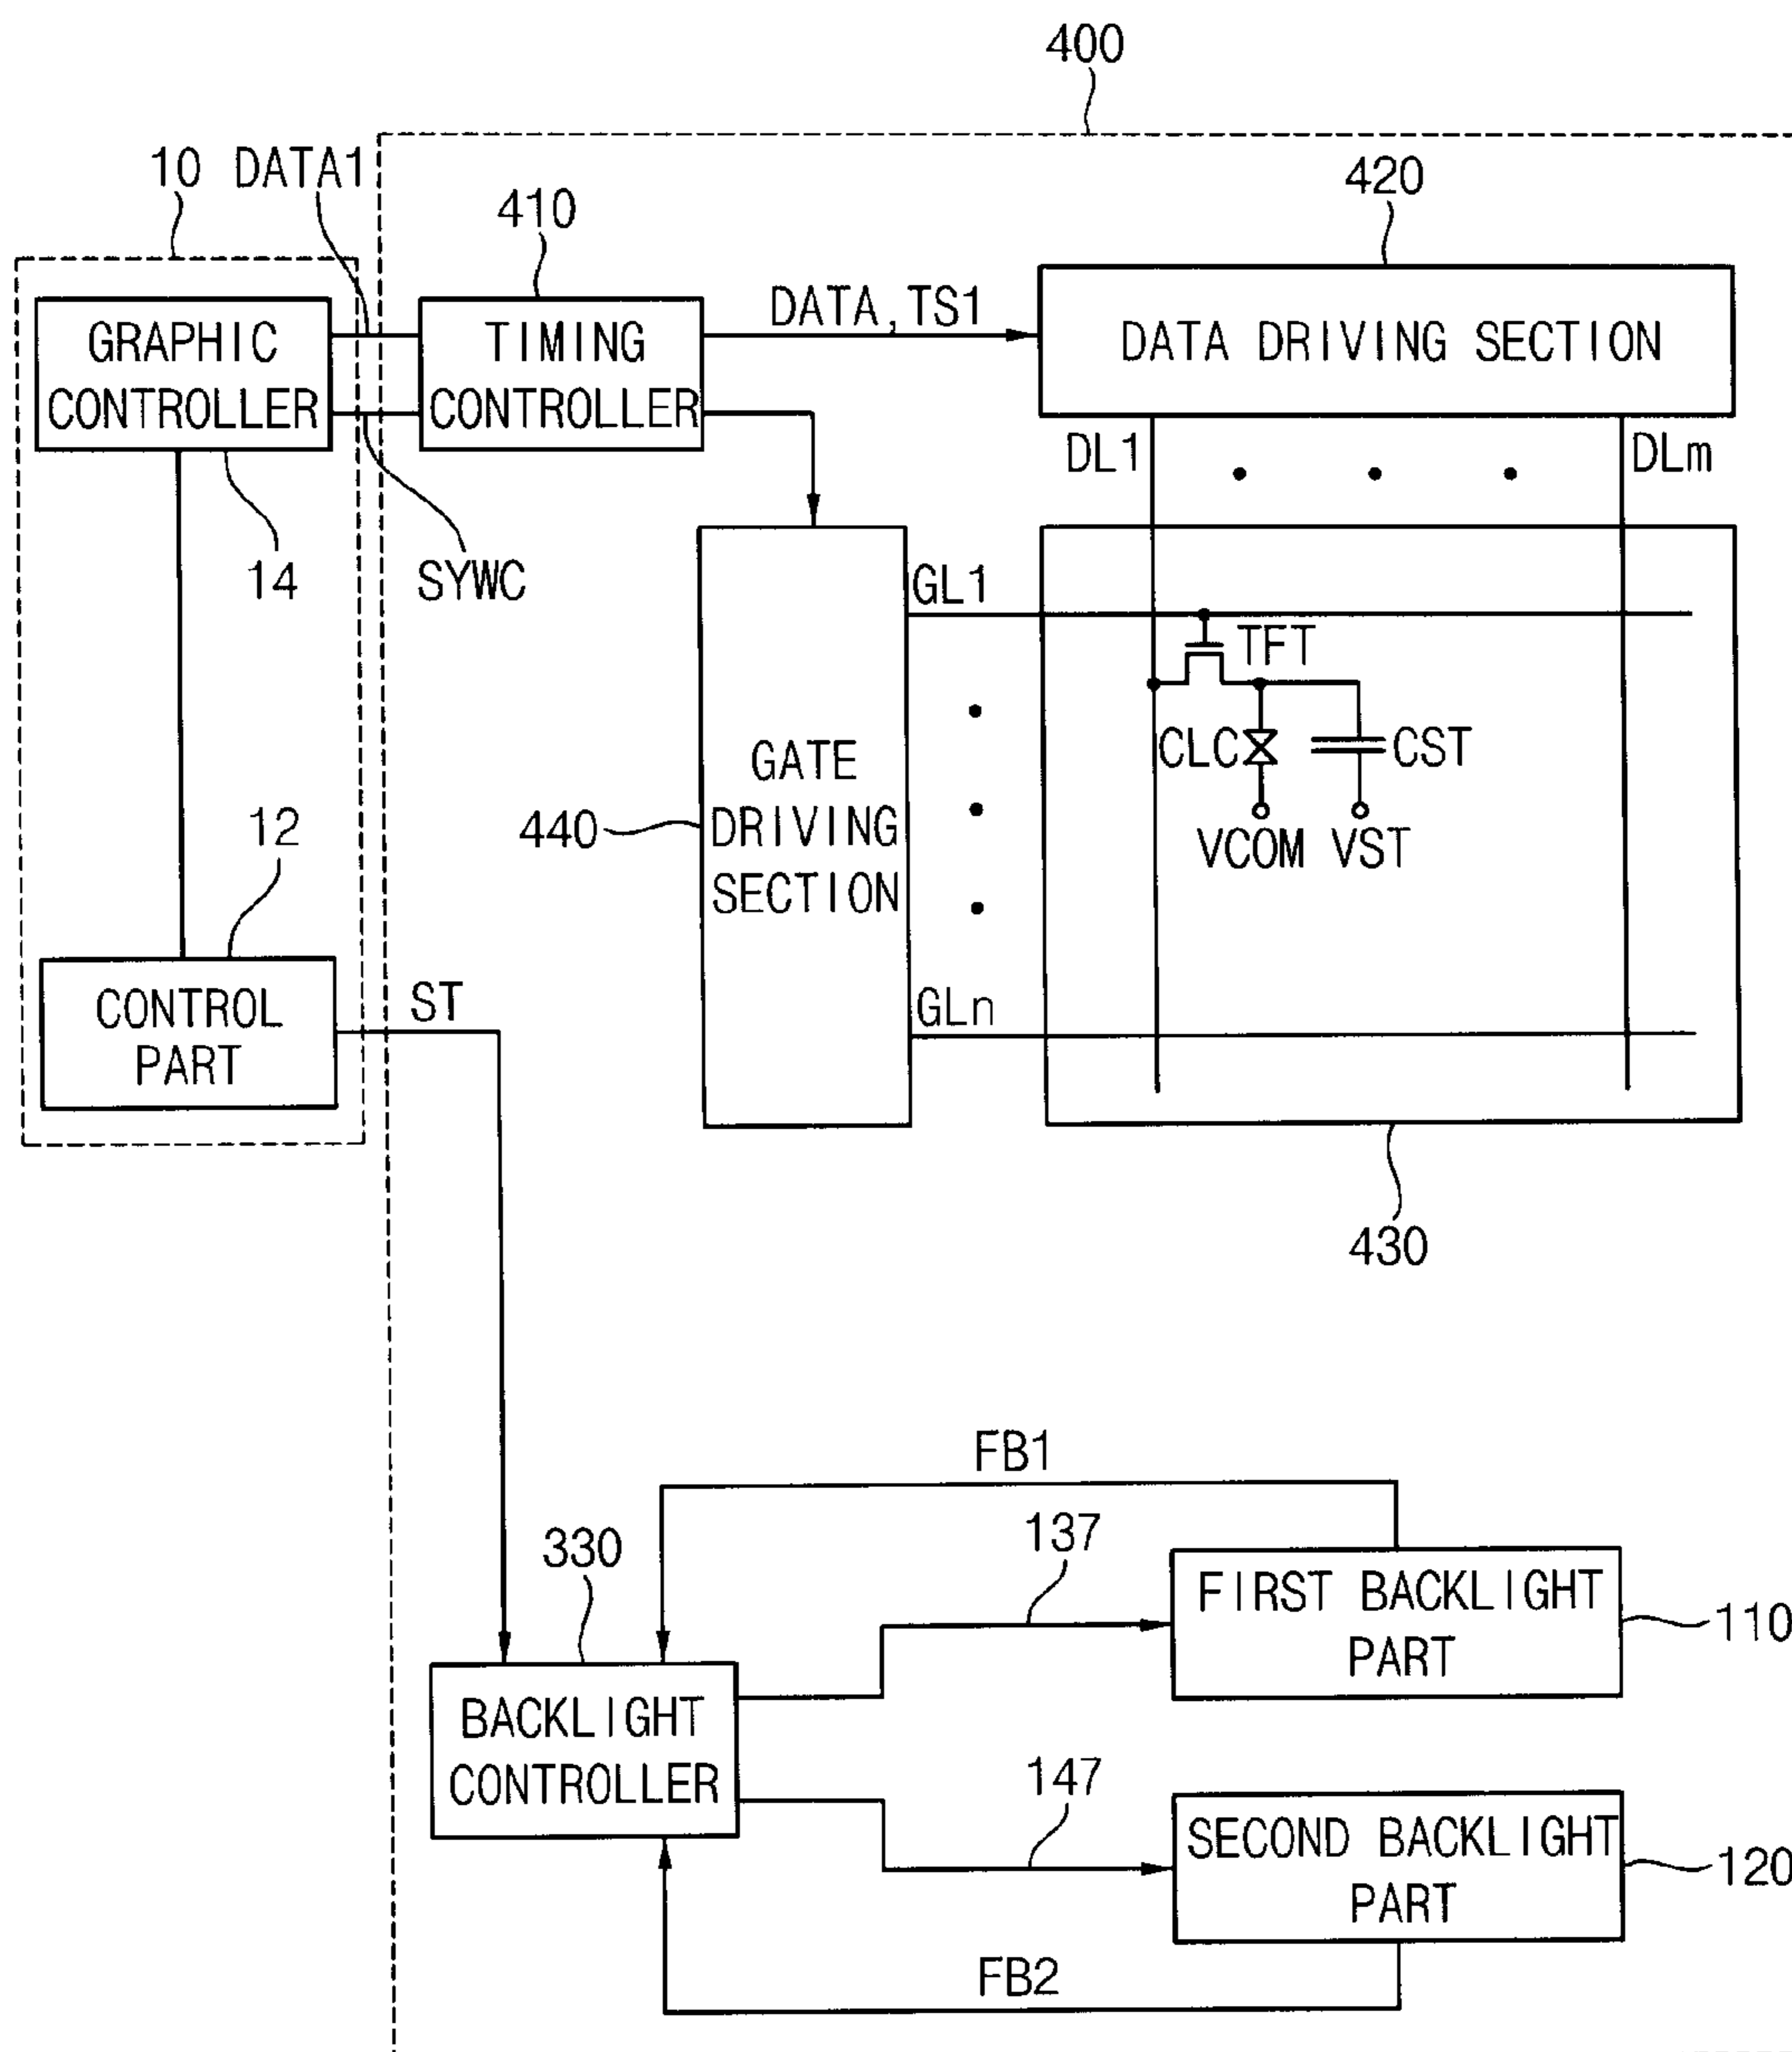 400
10 DATA1
420
410
GRAPHIC
CONTROLLER
TIMING
CONTROLLER
DATA,TS1
DATA DRIVING SECTION
DL1
DLm
14
SYWC
GL1
TFT
GATE
DRIVING
SECTION
CLC
CST
12
440
VCOM VST
CONTROL
PART
ST
GLn
430
FB1
330
137
FIRST BACKLIGHT
PART
110
BACKLIGHT
CONTROLLER
147
SECOND BACKLIGHT
PART
120
FB2